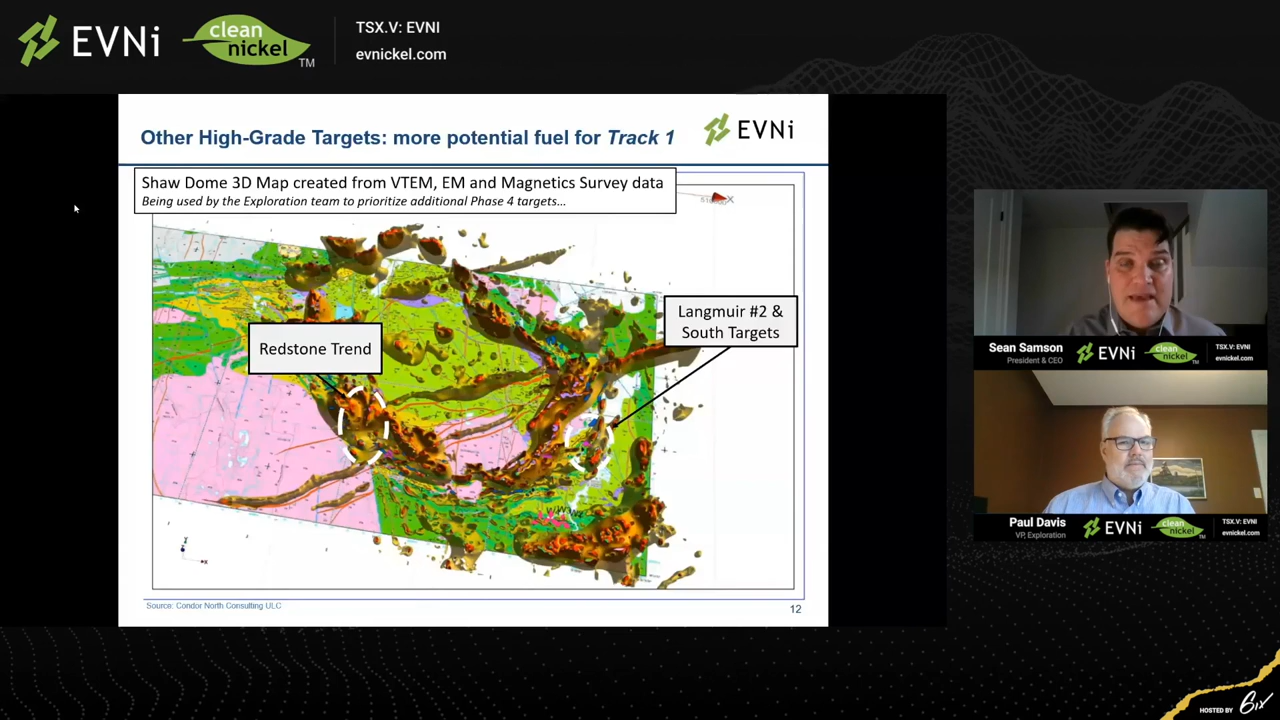 EVNi
clean
nickel
TM
TSX.V: EVNI
evnickel.com
Other High-Grade Targets: more potential fuel for Track 1
EVNi
Shaw Dome 3D Map created from VTEM, EM and Magnetics Survey data
Being used by the Exploration team to prioritize additional Phase 4 targets...
X
Redstone Trend
Langmuir #2 &
South Targets
Source: Condor North Consulting ULC
12
Sean Samson
President & CEO
EVNi
clean
nickel
TSX.V: EVNI
evnickel.com
Paul Davis
VP, Exploration
EVNi
clean
nickel
TSX.V: EVNI
evnickel.com
HOSTED BY 6ix